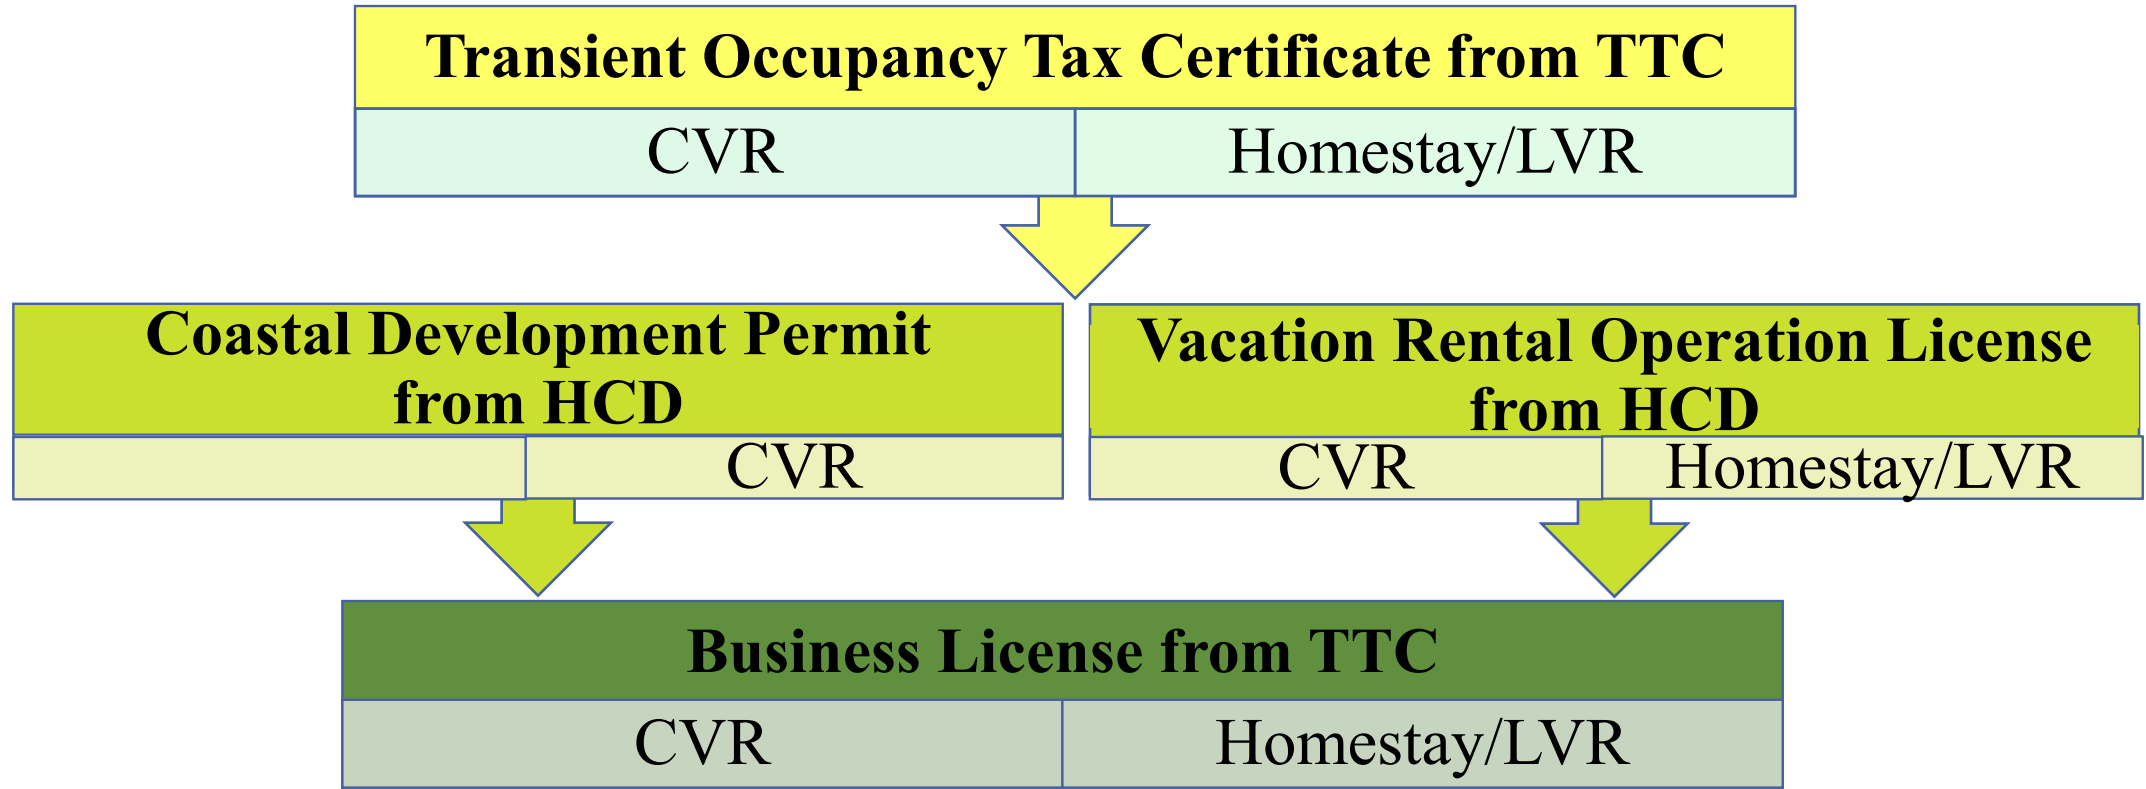 Transient Occupancy Tax Certificate from TTC
CVR
Homestay/LVR
Coastal Development Permit
from HCD
CVR
Vacation Rental Operation License
from HCD
CVR
Homestay/LVR
Business License from TTC
CVR
Homestay/LVR